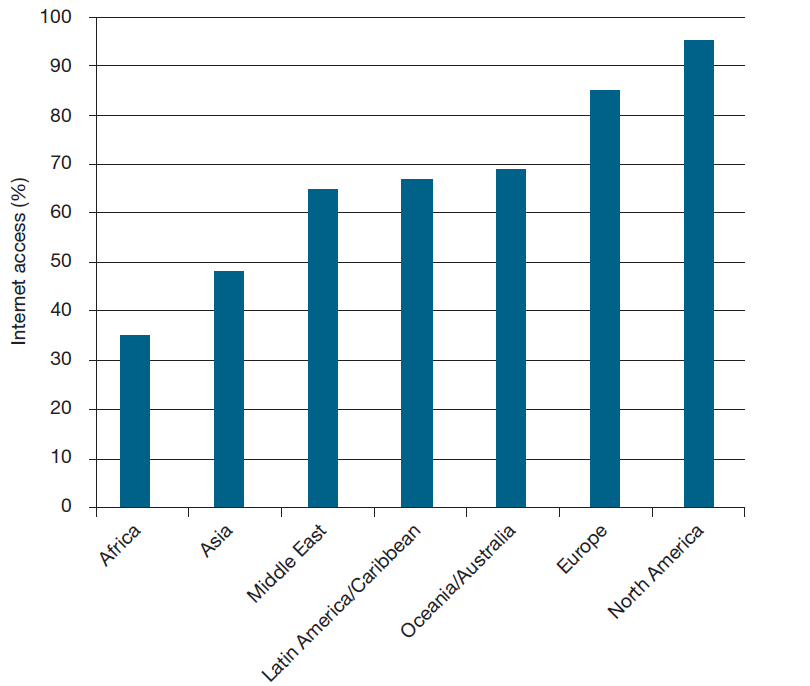 100
90
80
70
60
50
40
30
20
10
0
Internet access (%)
Africa
Asia
Middle East
Latin America/Caribbean
Oceania/Australia
Europe
North America